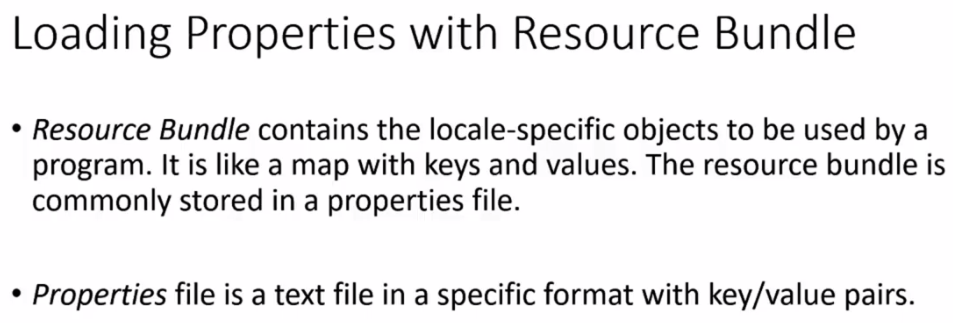 Loading Properties with Resource Bundle
• Resource Bundle contains the locale-specific objects to be used by a
program. It is like a map with keys and values. The resource bundle is
commonly stored in a properties file.
• Properties file is a text file in a specific format with key/value pairs.